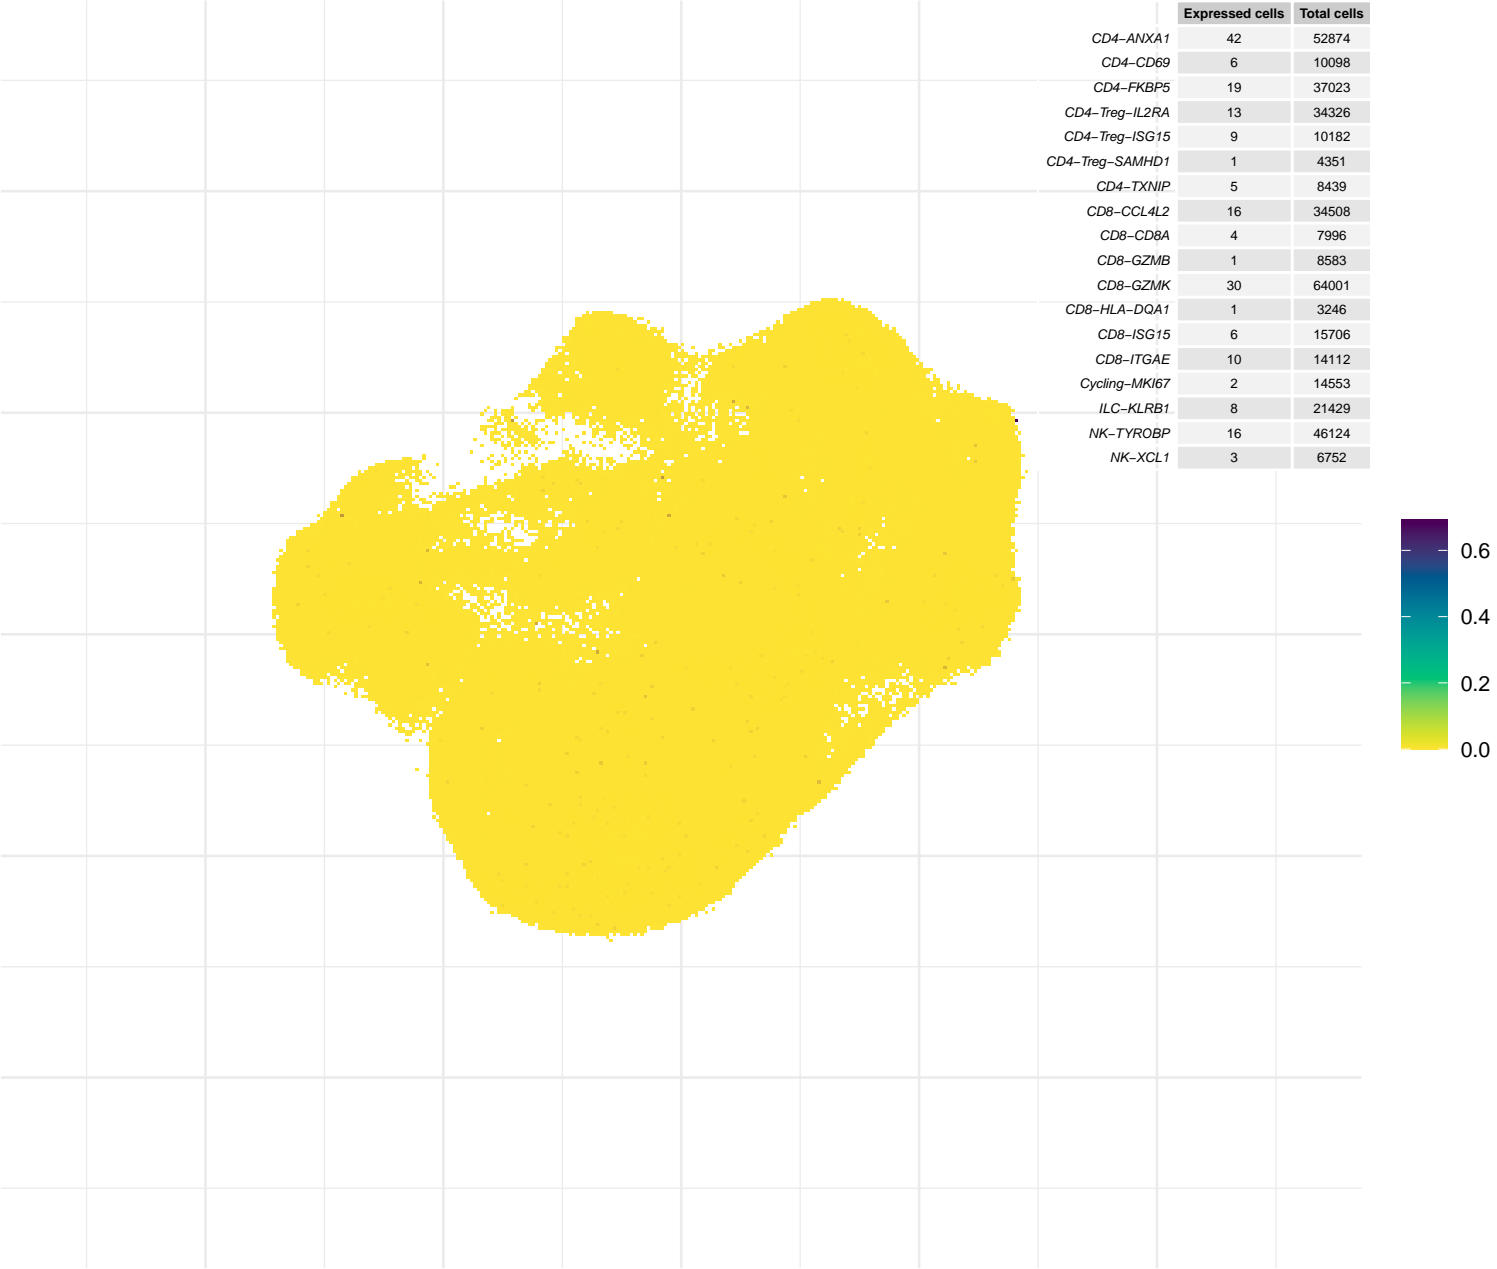 Expressed cells Total cells
CD4−ANXA1 42 52874
CD4−CD69 6 10098
CD4−FKBP5 19 37023
CD4−Treg−IL2RA 13 34326
CD4−Treg−ISG15 9 10182
CD4−Treg−SAMHD1 1 4351
CD4−TXNIP 5 8439
CD8−CCL4L2 16 34508
CD8−CD8A 4 7996
CD8−GZMB 1 8583
CD8−GZMK 30 64001
CD8−HLA−DQA1 1 3246
CD8−ISG15 6 15706
CD8−ITGAE 10 14112
Cycling−MKI67 2 14553
ILC−KLRB1 8 21429
NK−TYROBP 16 46124
NK−XCL1 3 6752
0.6
0.4
0.2
0.0